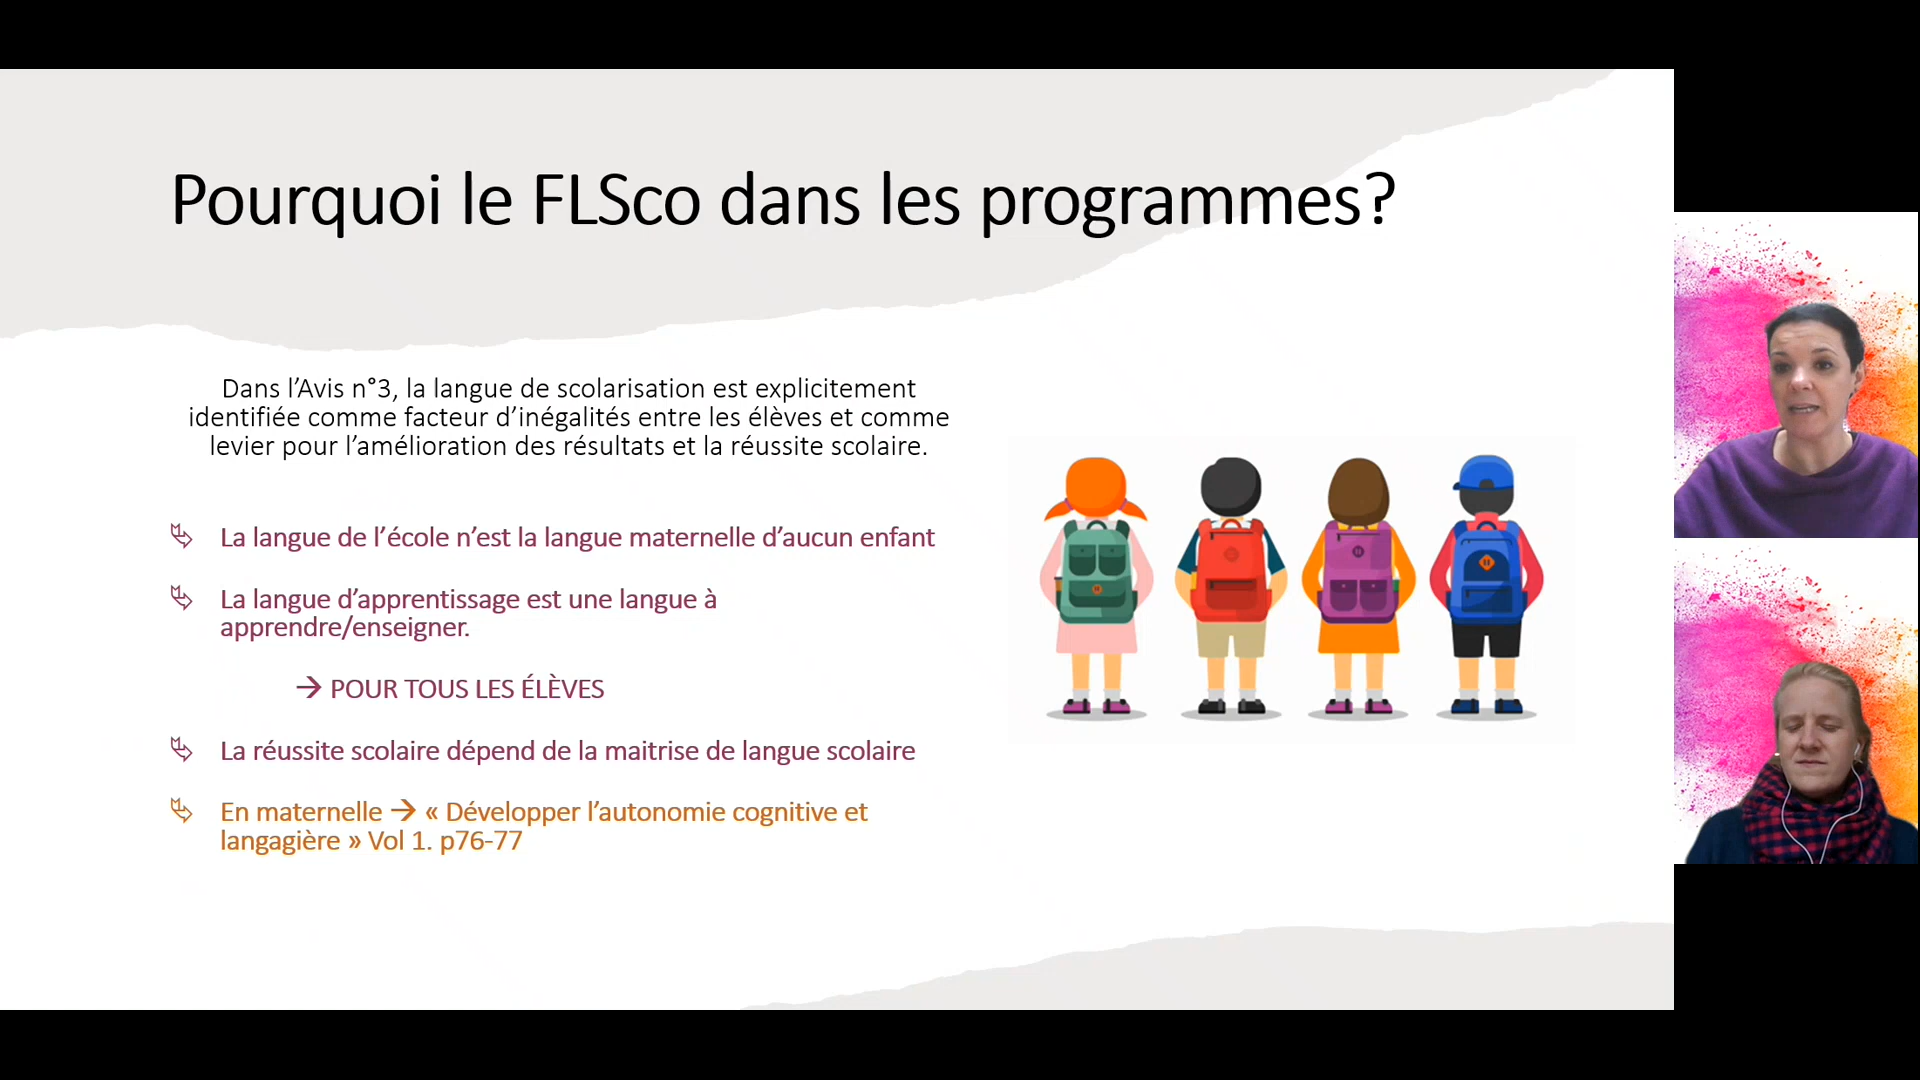 Pourquoi le FLSco dans les programmes?
Dans l’Avis n°3, la langue de scolarisation est explicitement
identifiée comme facteur d’inégalités entre les élèves et comme
levier pour l’amélioration des résultats et la réussite scolaire.
La langue de l’école n’est la langue maternelle d’aucun enfant
La langue d’apprentissage est une langue à
apprendre/enseigner.
→ POUR TOUS LES ÉLÈVES
La réussite scolaire dépend de la maitrise de langue scolaire
En maternelle → « Développer l’autonomie cognitive et
langagière » Vol 1. p76-77